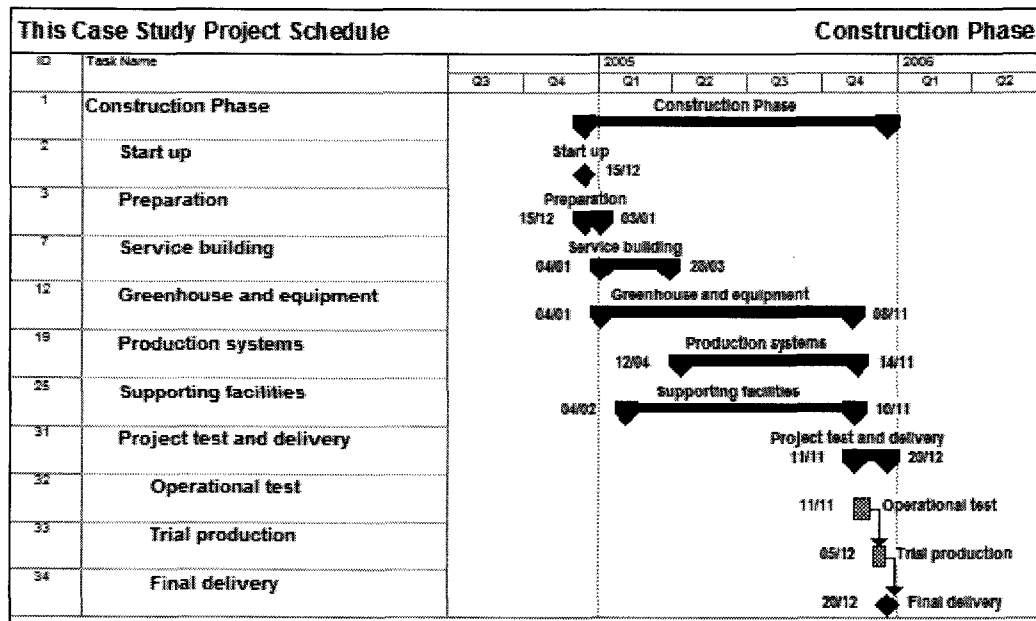 This Case Study Project Schedule Construction Phase
ID Task Name 2005 2006
Q3 Q4 Q1 Q2 Q3 Q4 Q1 Q2
1 Construction Phase Construction Phase
2 Start up Start up
15/12
3 Preparation Preparation
15/12 03/01
7 Service building Service building
04/01 28/03
12 Greenhouse and equipment Greenhouse and equipment
04/01 08/11
19 Production systems Production systems
12/04 14/11
25 Supporting facilities Supporting facilities
04/02 10/11
31 Project test and delivery Project test and delivery
11/11 20/12
32 Operational test 11/11 Operational test
33 Trial production 05/12 Trial production
34 Final delivery 20/12 Final delivery